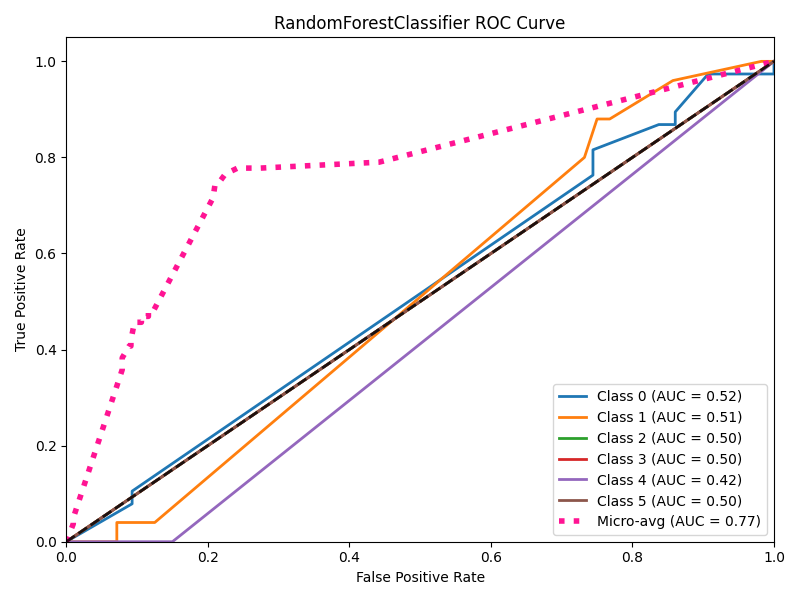 RandomForestClassifier ROC Curve
1.0
0.8
0.6
0.4
0.2
0.0
True Positive Rate
0.0 0.2 0.4 0.6 0.8 1.0
False Positive Rate
Class 0 (AUC = 0.52)
Class 1 (AUC = 0.51)
Class 2 (AUC = 0.50)
Class 3 (AUC = 0.50)
Class 4 (AUC = 0.42)
Class 5 (AUC = 0.50)
Micro-avg (AUC = 0.77)